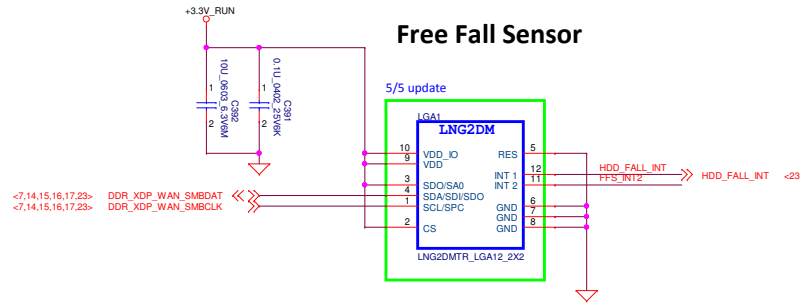 +3.3V_RUN
Free Fall Sensor
10U_0603_6.3V6M
1
2
C392
0.1U_0402_25V6K
1
2
C391
5/5 update
LGA1
LNG2DM
10
VDD_IO
9
VDD
3
SDO/SA0
4
SDA/SDI/SDO
1
SCL/SPC
2
CS
RES
5
INT 1
12
INT 2
11
GND
6
GND
7
GND
8
HDD_FALL_INT
FFS_INT2
HDD_FALL_INT <23
<7,14,15,16,17,23> DDR_XDP_WAN_SMBDAT
<7,14,15,16,17,23> DDR_XDP_WAN_SMBCLK
LNG2DMTR_LGA12_2X2